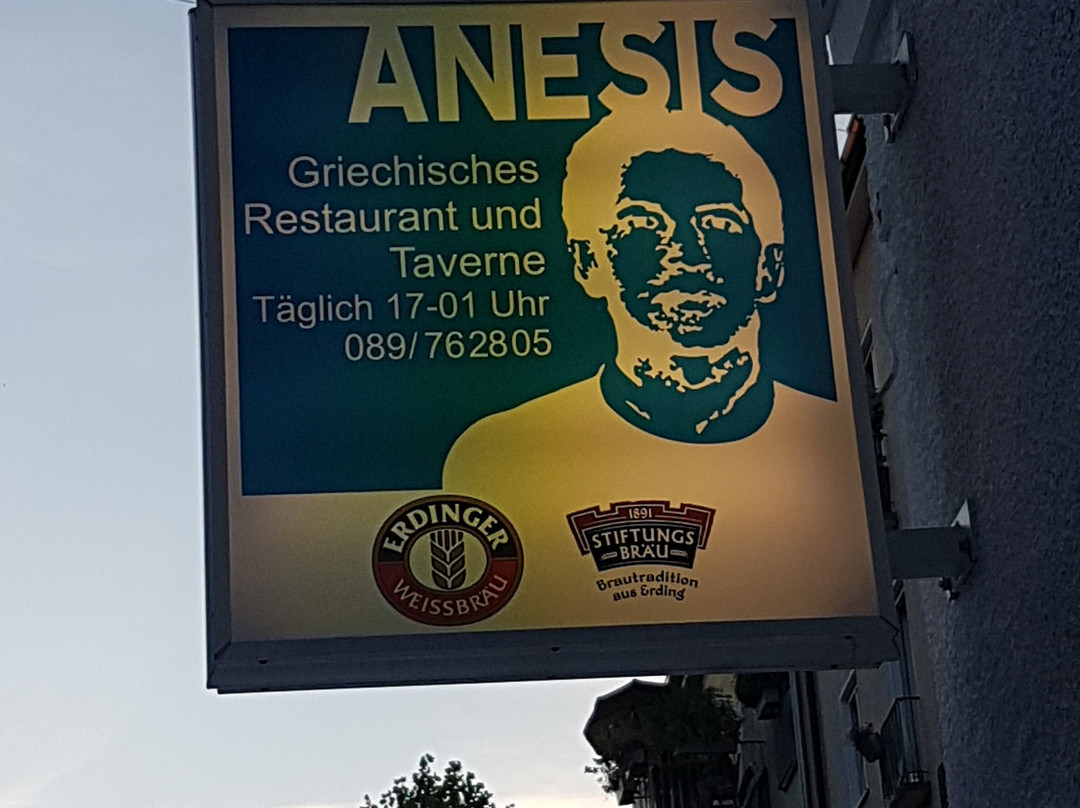 ANESIS
Griechisches
Restaurant und
Taverne
Täglich 17-01 Uhr
089/762805
ERDINGER
WEISSBRÄU
1891
STIFTUNGS
BRÄU
Brautradition
aus Erding